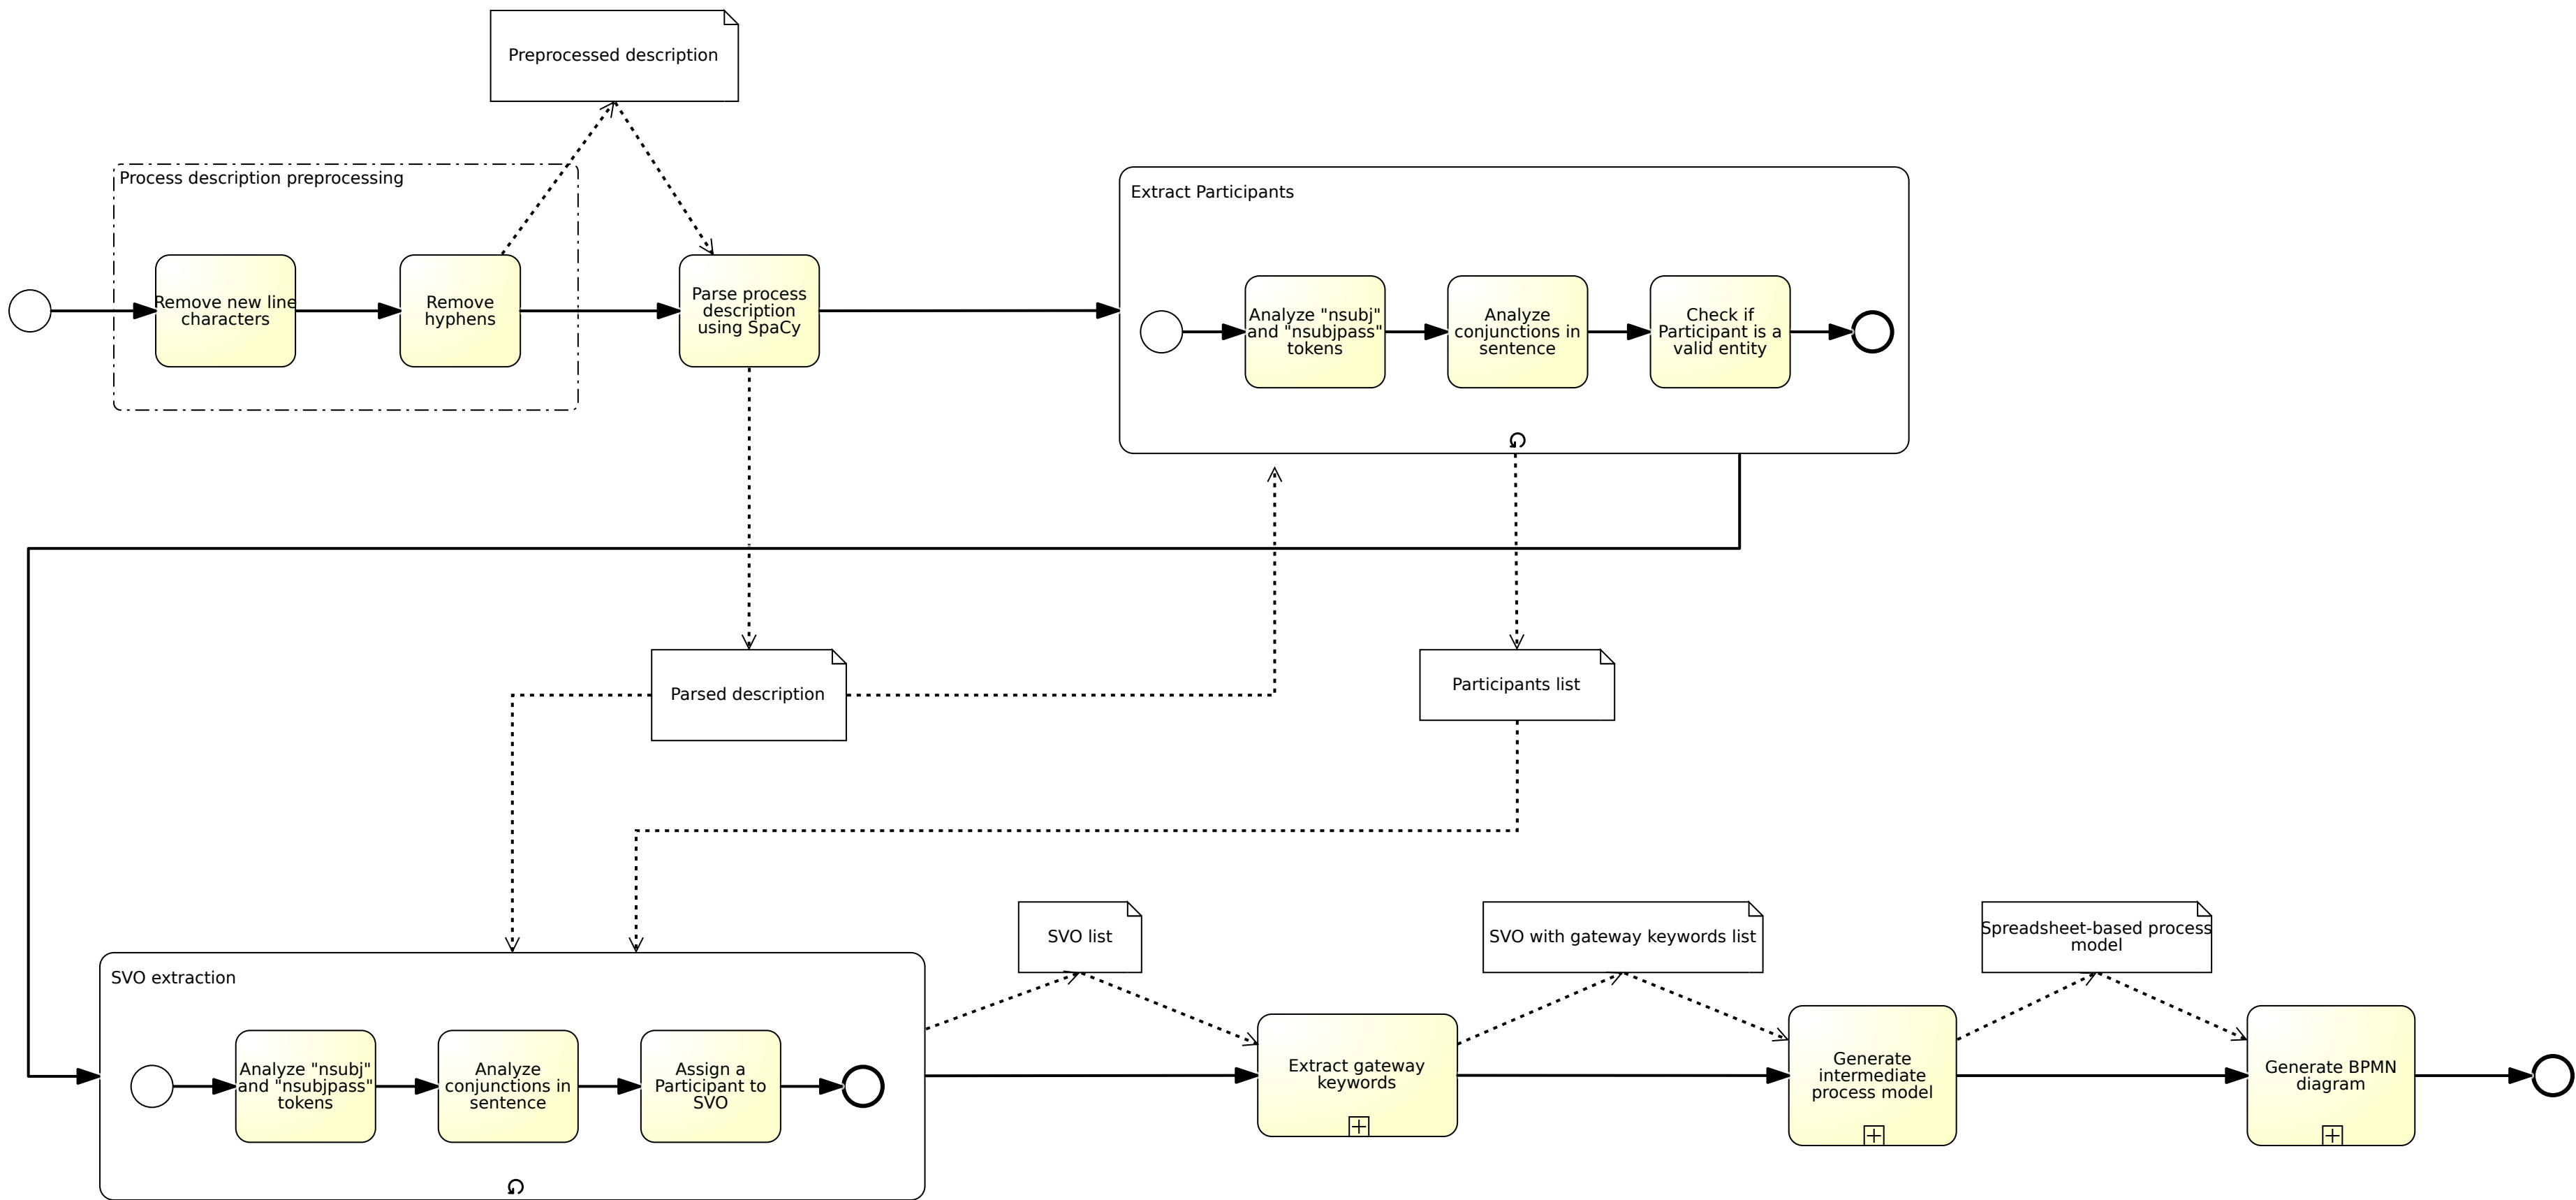 Preprocessed description
Process description preprocessing
Remove new line
characters
Remove
hyphens
Parse process
description
using SpaCy
Extract Participants
Analyze "nsubj"
and "nsubjpass"
tokens
Analyze
conjunctions in
sentence
Check if
Participant is a
valid entity
Parsed description
Participants list
SVO extraction
Analyze "nsubj"
and "nsubjpass"
tokens
Analyze
conjunctions in
sentence
Assign a
Participant to
SVO
SVO list
Extract gateway
keywords
SVO with gateway keywords list
Generate
intermediate
process model
Spreadsheet-based process
model
Generate BPMN
diagram